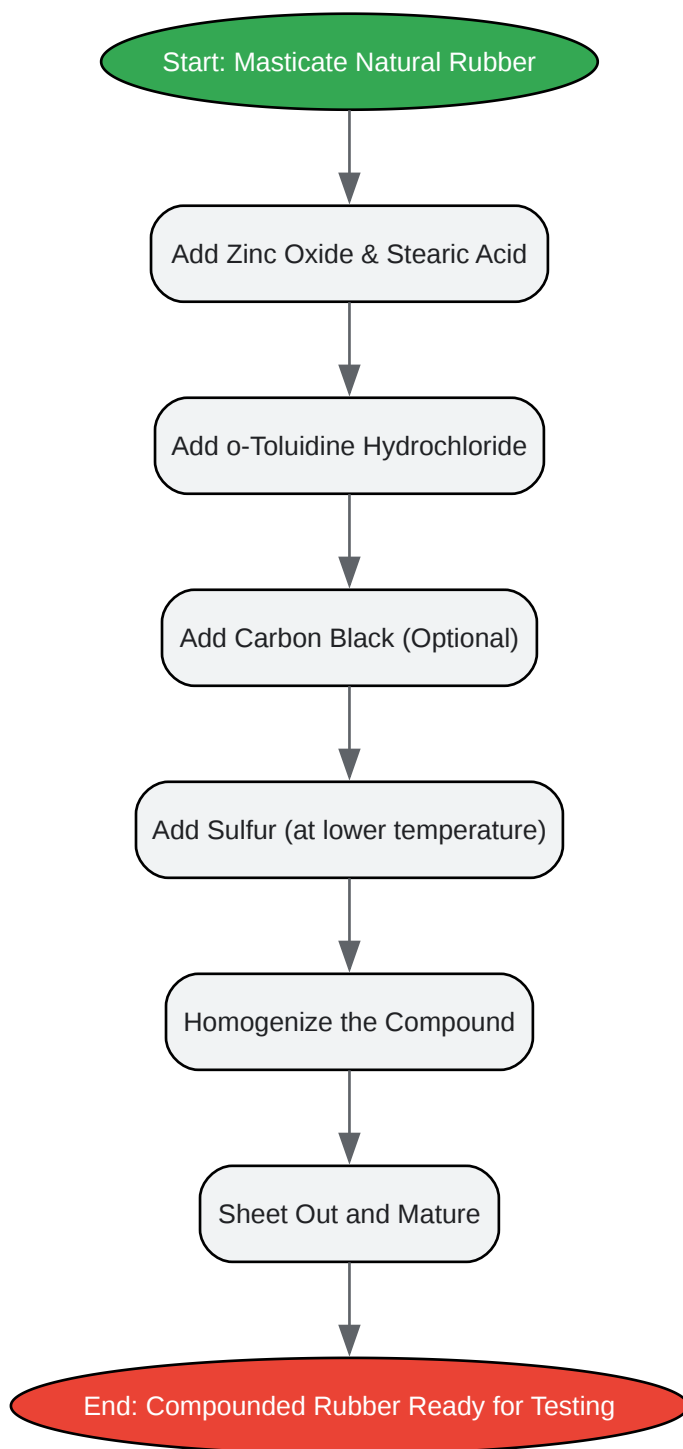 Start: Masticate Natural Rubber
Add Zinc Oxide & Stearic Acid
Add o-Toluidine Hydrochloride
Add Carbon Black (Optional)
Add Sulfur (at lower temperature)
Homogenize the Compound
Sheet Out and Mature
End: Compounded Rubber Ready for Testing